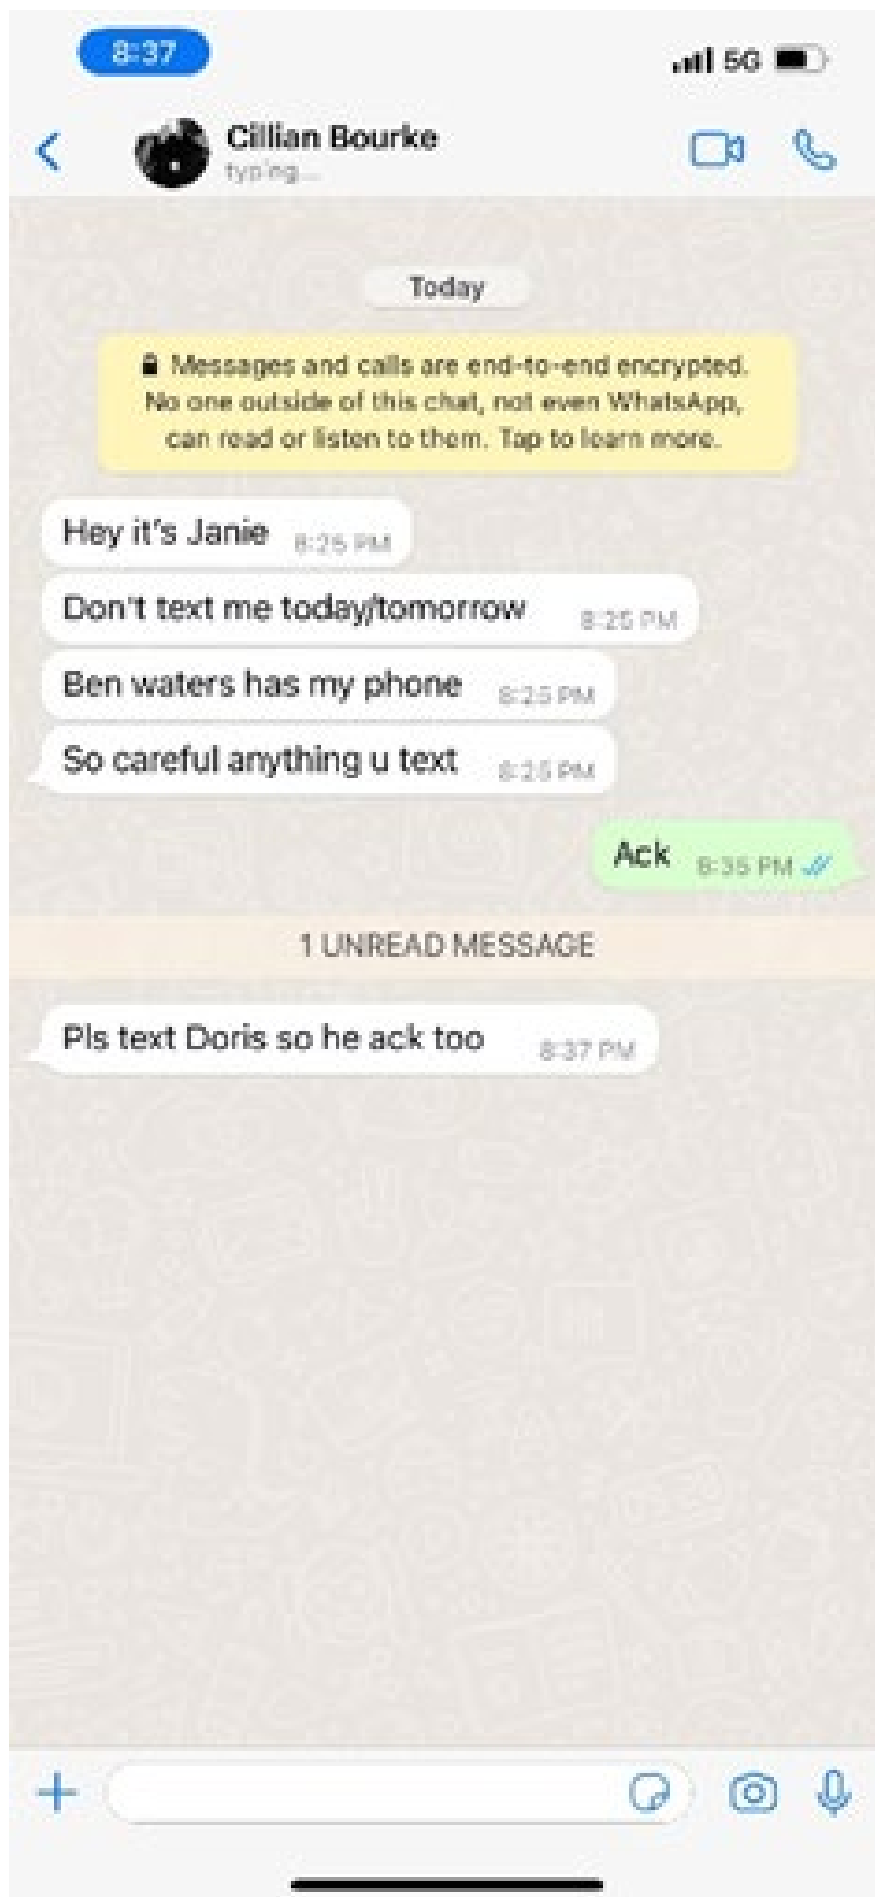 8:37
5G
Cillian Bourke
typing...
Today
Messages and calls are end-to-end encrypted.
No one outside of this chat, not even WhatsApp,
can read or listen to them. Tap to learn more.
Hey it's Janie 8:25 PM
Don't text me today/tomorrow 8:25 PM
Ben waters has my phone 8:25 PM
So careful anything u text 8:25 PM
Ack 8:35 PM
1 UNREAD MESSAGE
Pls text Doris so he ack too 8:37 PM